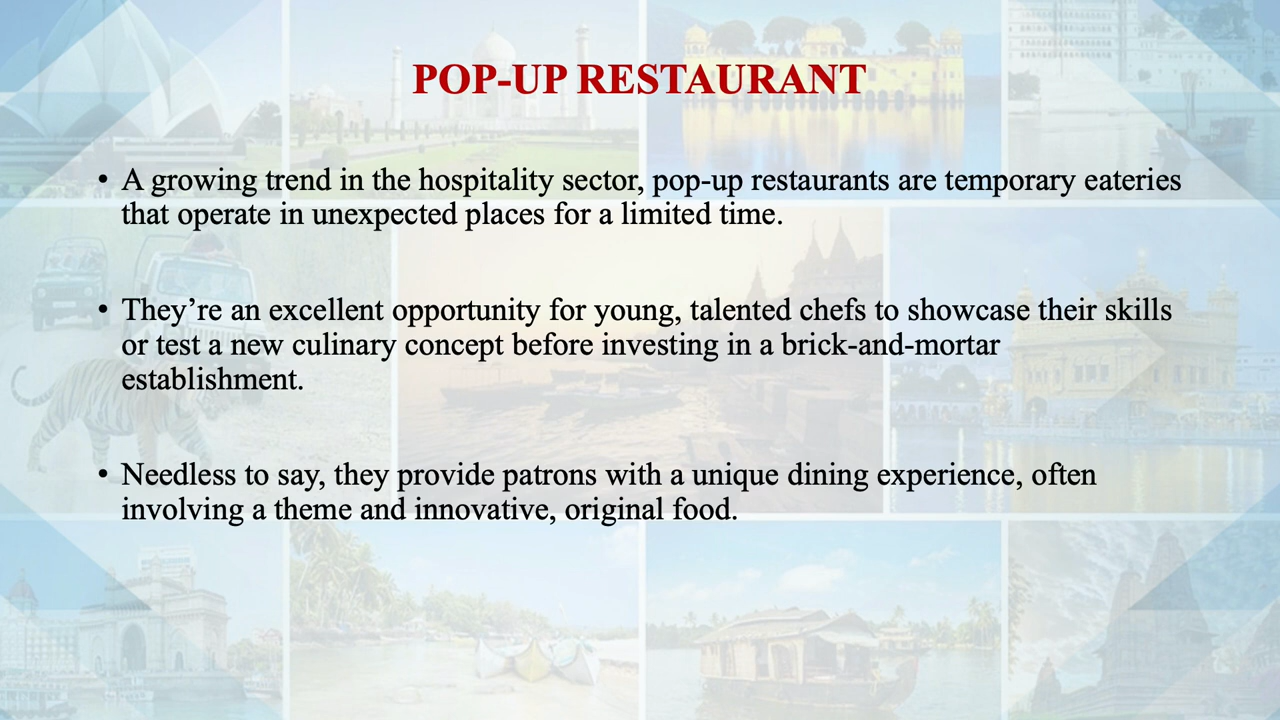 POP-UP RESTAURANT
• A growing trend in the hospitality sector, pop-up restaurants are temporary eateries
that operate in unexpected places for a limited time.
• They’re an excellent opportunity for young, talented chefs to showcase their skills
or test a new culinary concept before investing in a brick-and-mortar
establishment.
• Needless to say, they provide patrons with a unique dining experience, often
involving a theme and innovative, original food.